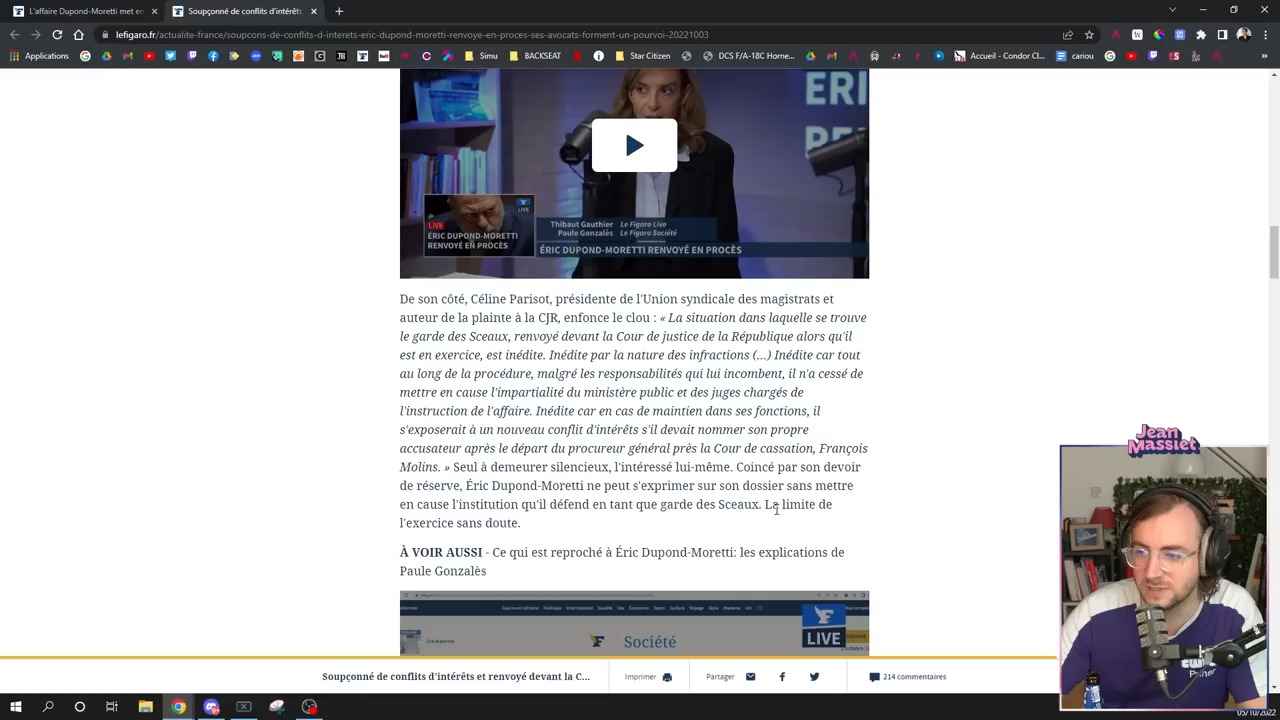 L'affaire Dupond-Moretti met en
Soupçonné de conflits d'intérêts
lefigaro.fr/actualite-france/soupcons-de-conflits-d-interets-eric-dupond-moretti-renvoye-en-proces-ses-avocats-forment-un-pourvoi-20221003
Applications
Simu
BACKSEAT
Star Citizen
DCS F/A-18C Horne...
Accueil - Condor Cl...
cariou
ERI
LIVE
LIVE
ÉRIC DUPOND-MORETTI
RENVOYÉ EN PROCÈS
Thibaut Gauthier Le Figaro Live
Paule Gonzalès Le Figaro Société
ÉRIC DUPOND-MORETTI RENVOYÉ EN PROCÈS
De son côté, Céline Parisot, présidente de l'Union syndicale des magistrats et
auteur de la plainte à la CJR, enfonce le clou : « La situation dans laquelle se trouve
le garde des Sceaux, renvoyé devant la Cour de justice de la République alors qu'il
est en exercice, est inédite. Inédite par la nature des infractions (...) Inédite car tout
au long de la procédure, malgré les responsabilités qui lui incombent, il n'a cessé de
mettre en cause l'impartialité du ministère public et des juges chargés de
l'instruction de l'affaire. Inédite car en cas de maintien dans ses fonctions, il
s'exposerait à un nouveau conflit d'intérêts s'il devait nommer son propre
accusateur après le départ du procureur général près la Cour de cassation, François
Molins. » Seul à demeurer silencieux, l'intéressé lui-même. Coincé par son devoir
de réserve, Éric Dupond-Moretti ne peut s'exprimer sur son dossier sans mettre
en cause l'institution qu'il défend en tant que garde des Sceaux. La limite de
l'exercice sans doute.
À VOIR AUSSI - Ce qui est reproché à Éric Dupond-Moretti: les explications de
Paule Gonzalès
Société
LIVE
Jean
Massiet
Soupçonné de conflits d'intérêts et renvoyé devant la C...
Imprimer
Partager
214 commentaires
05/10/2022